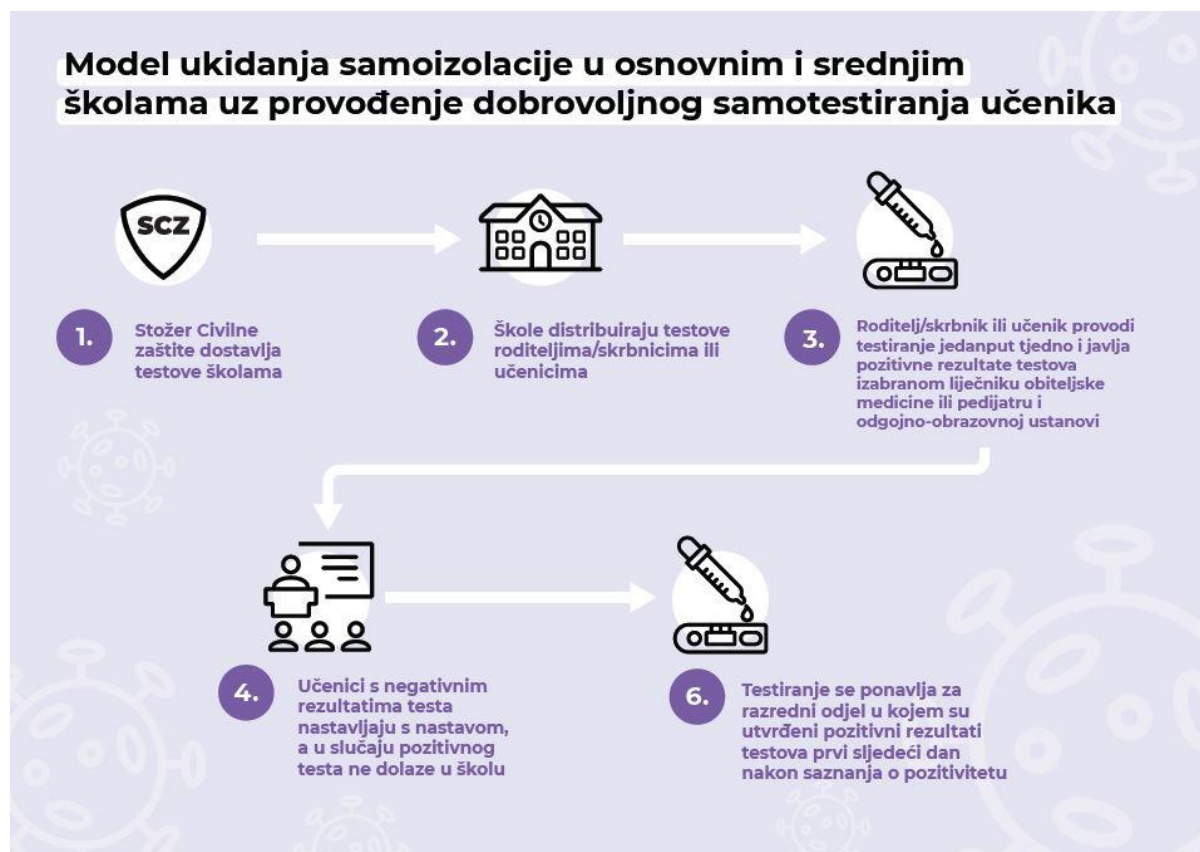 Model ukidanja samoizolacije u osnovnim i srednjim
školama uz provođenje dobrovoljnog samotestiranja učenika
SCZ
1.
Stožer Civilne
zaštite dostavlja
testove školama
2.
Škole distribuiraju testove
roditeljima/skrbnicima ili
učenicima
3.
Roditelj/skrbnik ili učenik provodi
testiranje jedanput tjedno i javlja
pozitivne rezultate testova
izabranom liječniku obiteljske
medicine ili pedijatru i
odgojno-obrazovnoj ustanovi
4.
Učenici s negativnim
rezultatima testa
nastavljaju s nastavom,
a u slučaju pozitivnog
testa ne dolaze u školu
6.
Testiranje se ponavlja za
razredni odjel u kojem su
utvrđeni pozitivni rezultati
testova prvi sljedeći dan
nakon saznanja o pozitivitetu